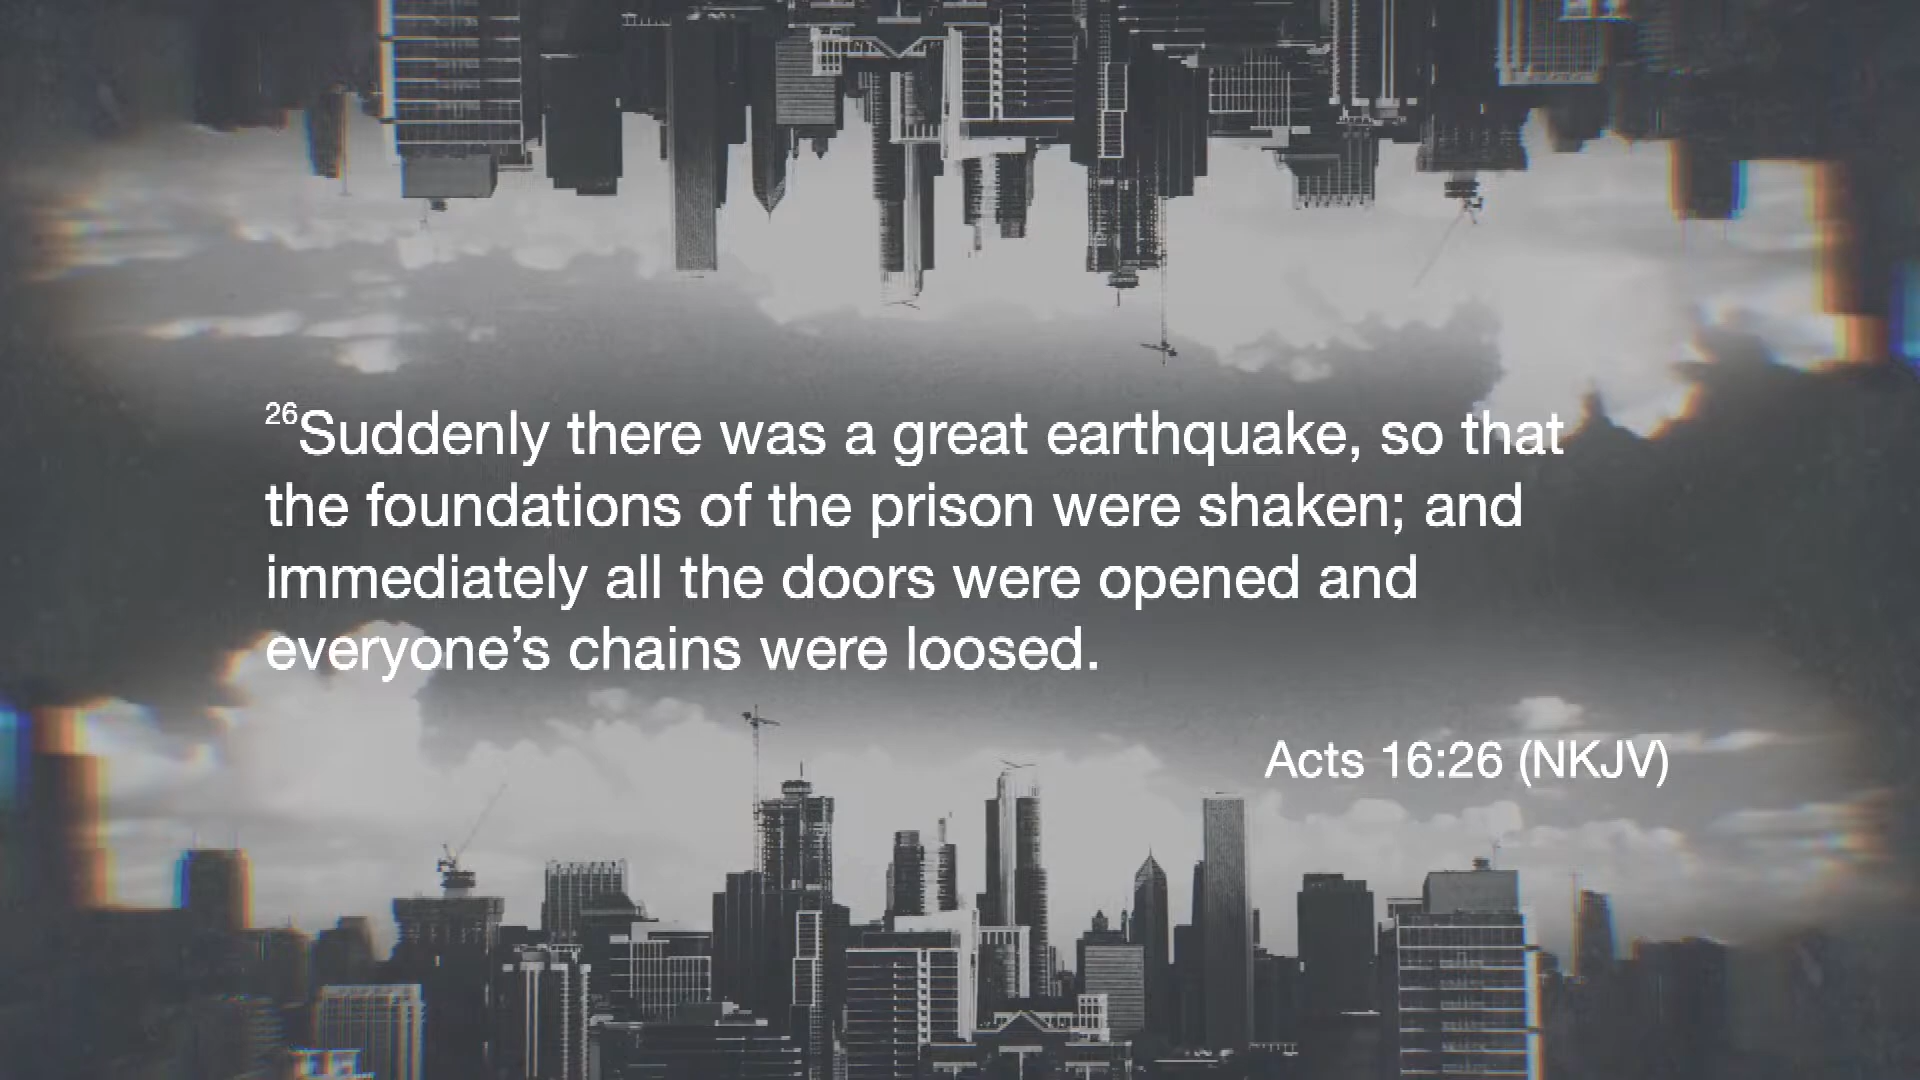 26Suddenly there was a great earthquake, so that
the foundations of the prison were shaken; and
immediately all the doors were opened and
everyone’s chains were loosed.
Acts 16:26 (NKJV)